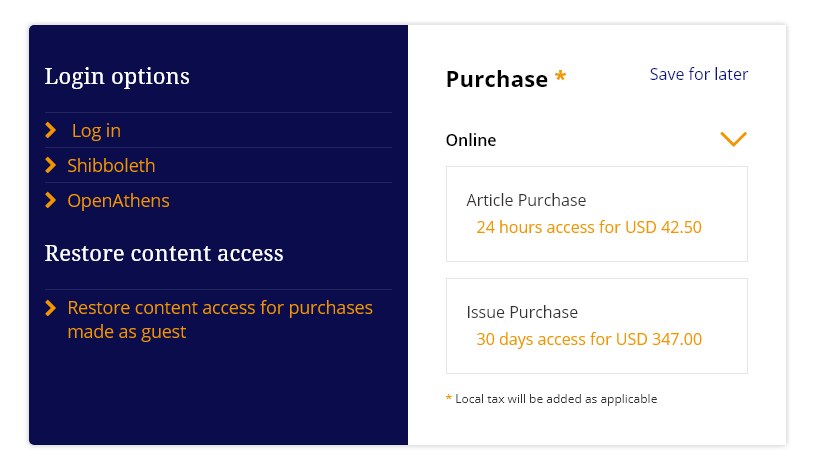 Login options
Log in
Shibboleth
OpenAthens
Restore content access
Restore content access for purchases
made as guest
Purchase *
Save for later
Online
Article Purchase
24 hours access for USD 42.50
Issue Purchase
30 days access for USD 347.00
* Local tax will be added as applicable